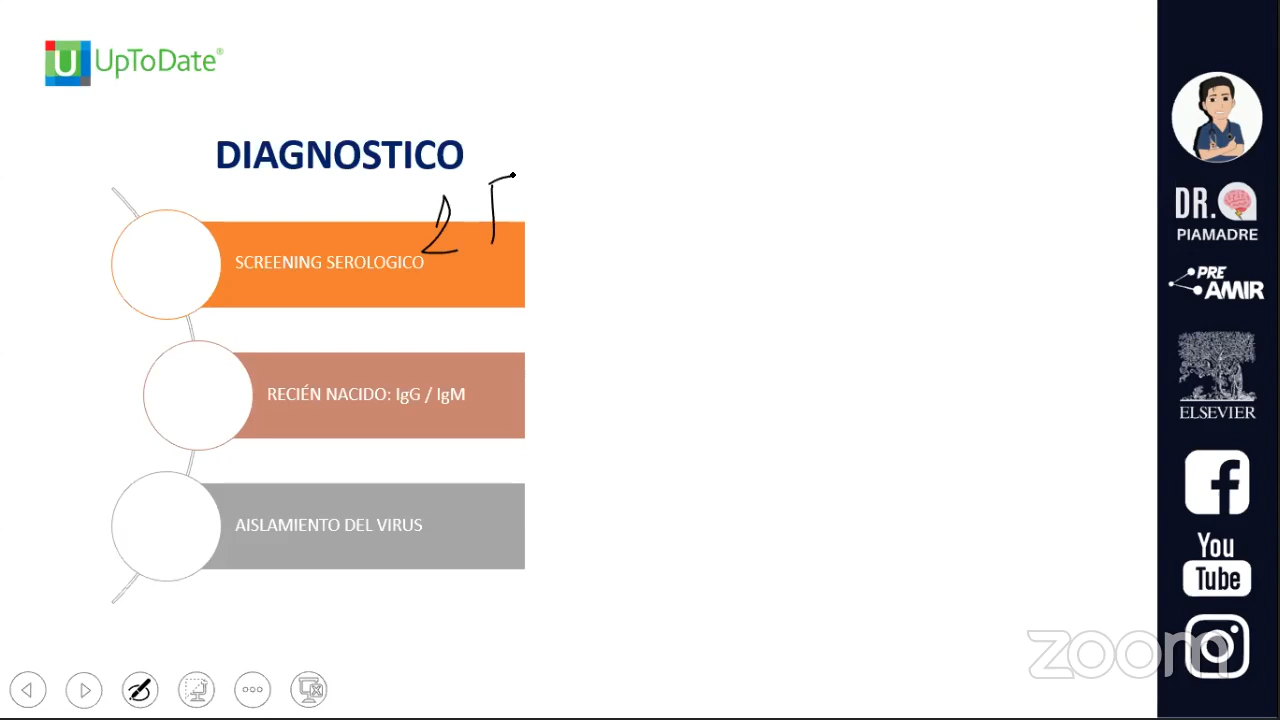 U UpToDate®
DIAGNOSTICO
SCREENING SEROLOGICO
RECIÉN NACIDO: IgG / IgM
AISLAMIENTO DEL VIRUS
DR.
PIAMADRE
PRE
AMIR
ELSEVIER
You
Tube
zoom